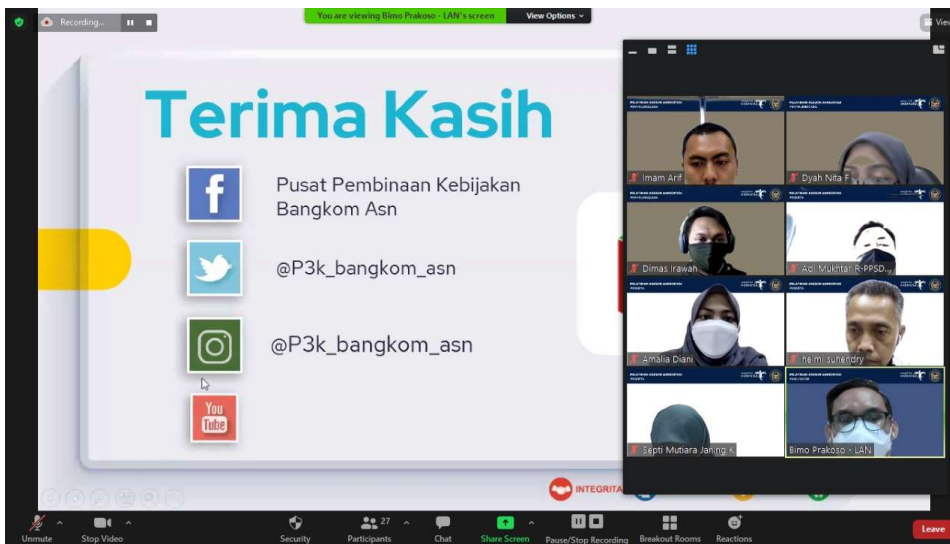 Recording...
You are viewing Bimo Prakoso - LAN's screen
View Options
View
Terima Kasih
Pusat Pembinaan Kebijakan
Bangkom Asn
@P3k_bangkom_asn
@P3k_bangkom_asn
You
Tube
INTEGRITA
Imam Arif
Dyah Nita F
Dimas Irawan
Adi Mukhtar R-PPSD...
Amalia Diani
helmi suhendry
Septi Mutiara Janing K
Bimo Prakoso - LAN
Unmute
Stop Video
Security
27
Participants
Chat
Share Screen
Pause/Stop Recording
Breakout Rooms
Reactions
Leave